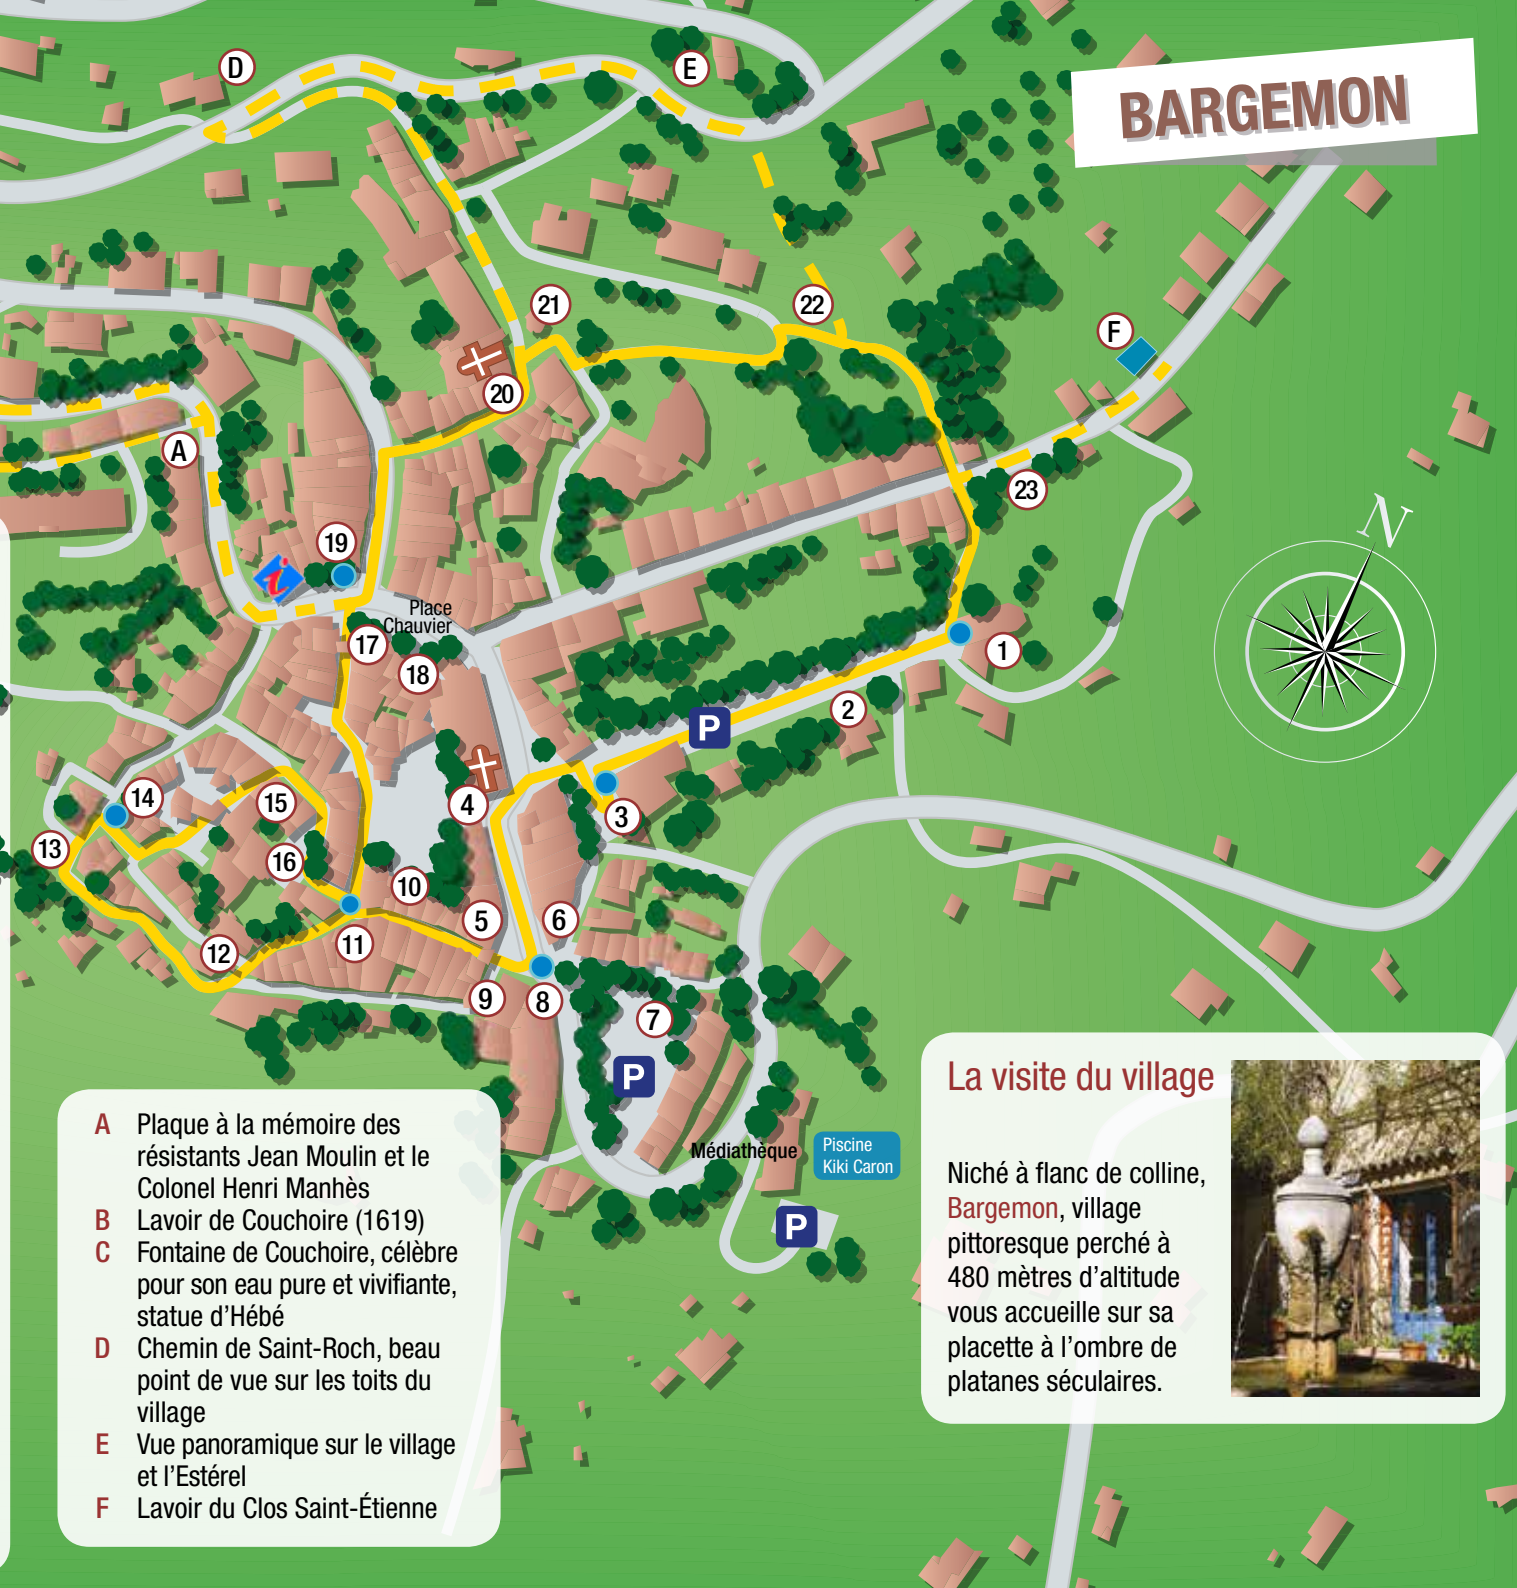 BARGEMON
D
E
21
22
F
20
A
23
19
N
i
Place
Chauvier
17
18
1
2
P
4
3
14
15
13
16
10
5
6
11
12
9
8
7
P
Médiathèque
Piscine
Kiki Caron
P
A Plaque à la mémoire des
résistants Jean Moulin et le
Colonel Henri Manhès
B Lavoir de Couchoire (1619)
C Fontaine de Couchoire, célèbre
pour son eau pure et vivifiante,
statue d’Hébé
D Chemin de Saint-Roch, beau
point de vue sur les toits du
village
E Vue panoramique sur le village
et l’Estérel
F Lavoir du Clos Saint-Étienne
La visite du village
Niché à flanc de colline,
Bargemon, village
pittoresque perché à
480 mètres d’altitude
vous accueille sur sa
placette à l’ombre de
platanes séculaires.